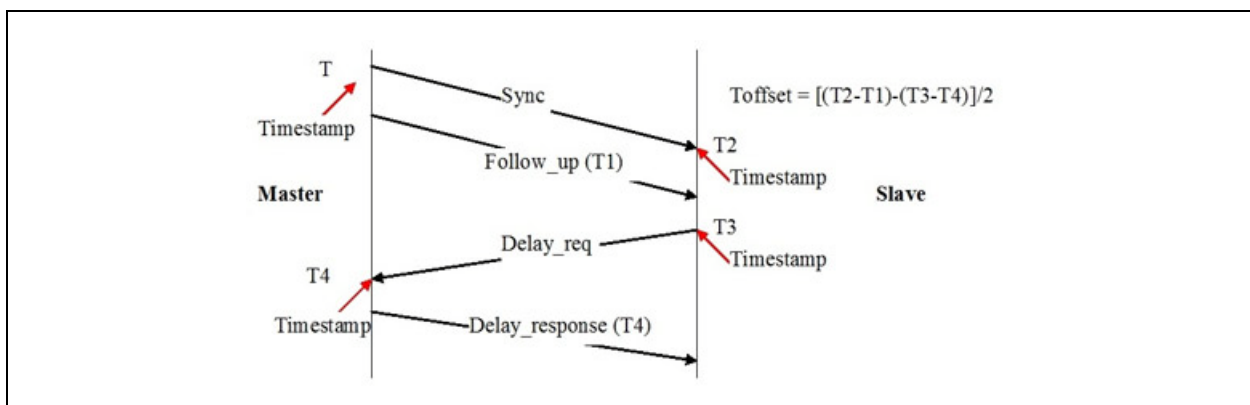 T
Sync
Toffset = [(T2-T1)-(T3-T4)]/2
Timestamp
T2
Follow_up (T1)
Timestamp
Master
Slave
T3
Delay_req
Timestamp
T4
Timestamp
Delay_response (T4)